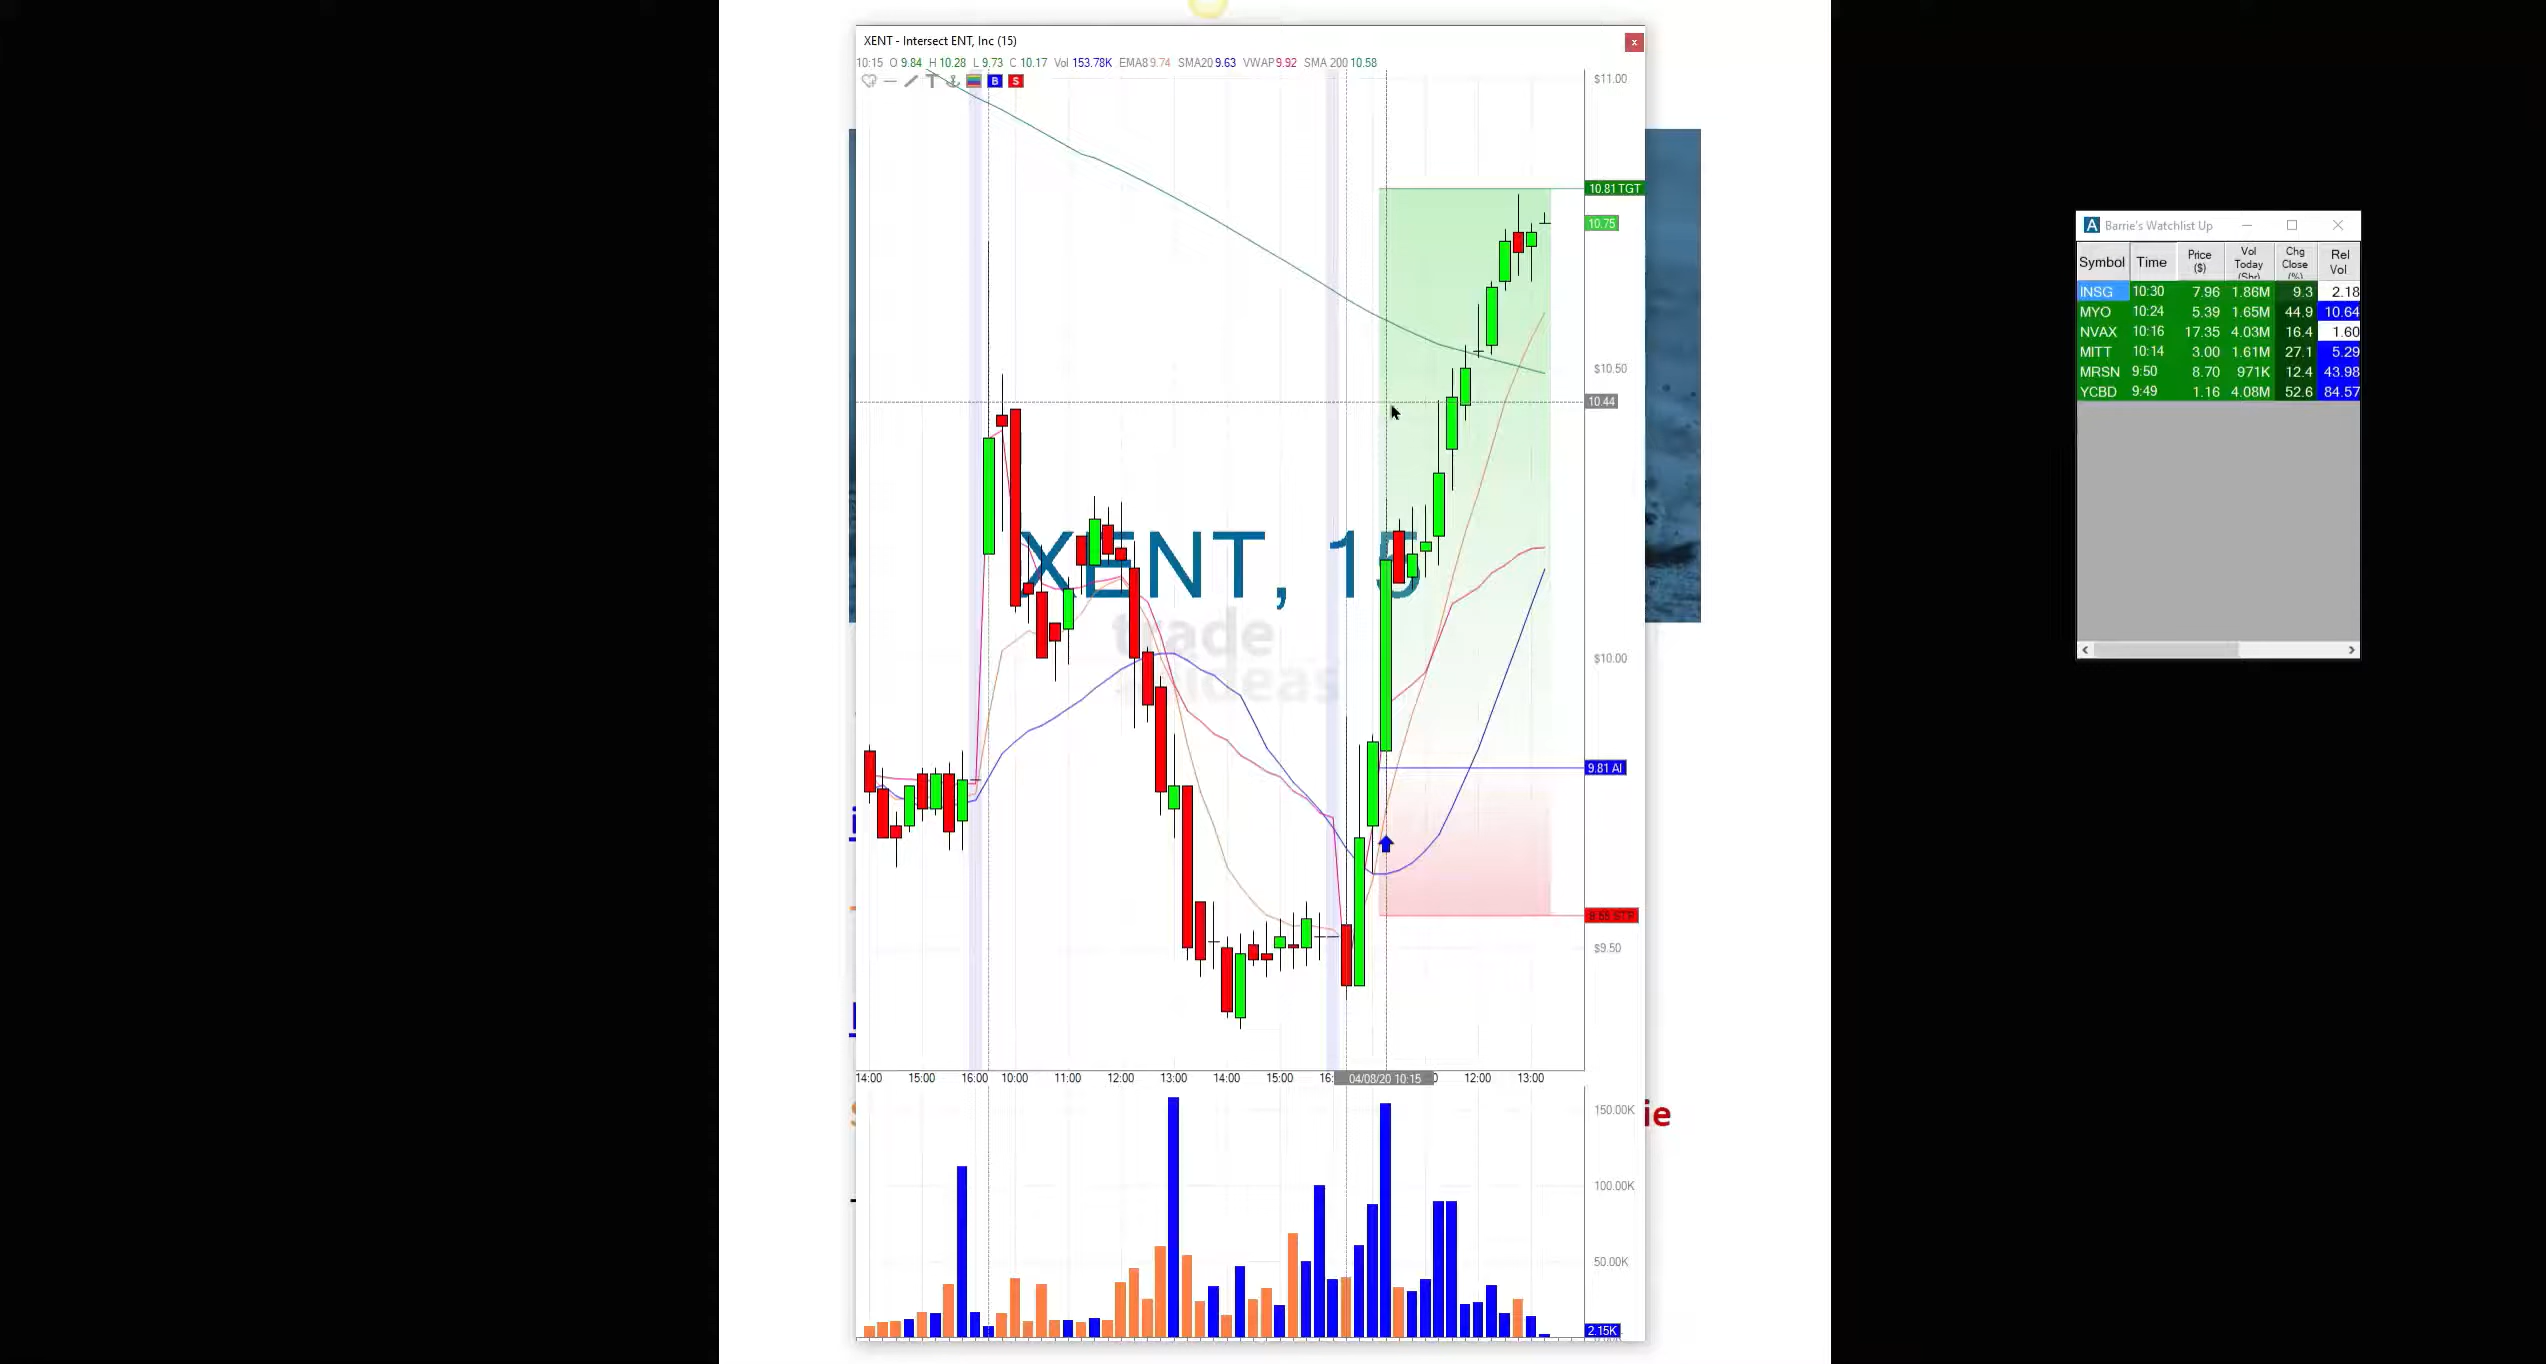 XENT - Intersect ENT, Inc (15)
x
10:15 O 9.84 H 10.28 L 9.73 C 10.17 Vol 153.78K EMA8 9.74 SMA20 9.63 VWAP 9.92 SMA 200 10.58
T B S
$11.00
10.81 TGT
10.75
$10.50
10.44
XENT, 15
trade
ideas
$10.00
9.81 AI
$9.50
14:00 15:00 16:00 10:00 11:00 12:00 13:00 14:00 15:00 16: 04/08/20 10:15 0 12:00 13:00
150.00K
ie
100.00K
50.00K
2.15K
A Barrie's Watchlist Up
Symbol Time Price ($) Vol Today (Shr) Chg Close (%) Rel Vol
INSG 10:30 7.96 1.86M 9.3 2.18
MYO 10:24 5.39 1.65M 44.9 10.64
NVAX 10:16 17.35 4.03M 16.4 1.60
MITT 10:14 3.00 1.61M 27.1 5.29
MRSN 9:50 8.70 971K 12.4 43.98
YCBD 9:49 1.16 4.08M 52.6 84.57